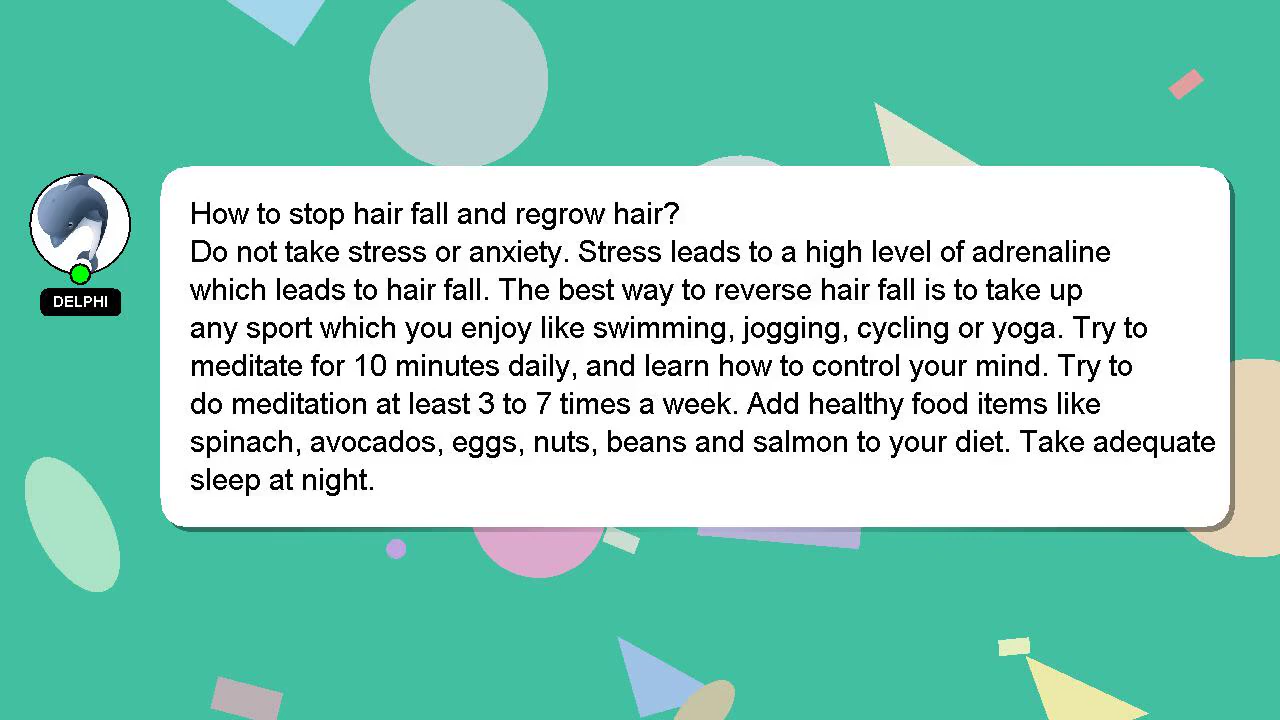 How to stop hair fall and regrow hair?
Do not take stress or anxiety. Stress leads to a high level of adrenaline
which leads to hair fall. The best way to reverse hair fall is to take up
any sport which you enjoy like swimming, jogging, cycling or yoga. Try to
meditate for 10 minutes daily, and learn how to control your mind. Try to
do meditation at least 3 to 7 times a week. Add healthy food items like
spinach, avocados, eggs, nuts, beans and salmon to your diet. Take adequate
sleep at night.
DELPHI